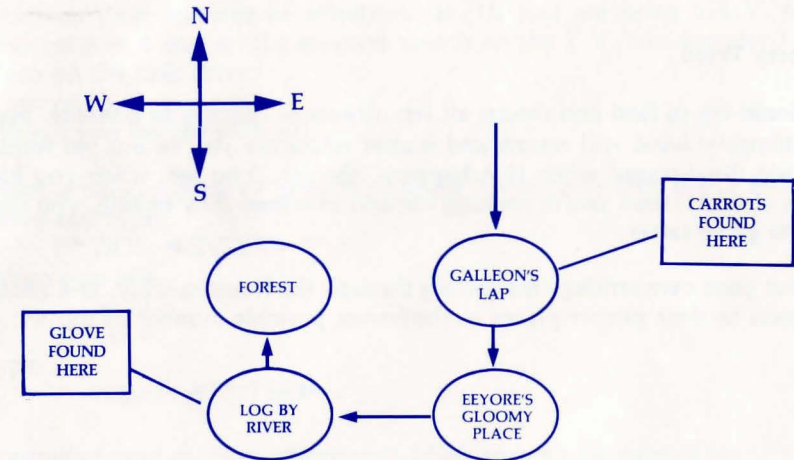 N
W E
S
CARROTS
FOUND
HERE
GALLEON'S
LAP
FOREST
GLOVE
FOUND
HERE
LOG BY
RIVER
EEYORE'S
GLOOMY
PLACE